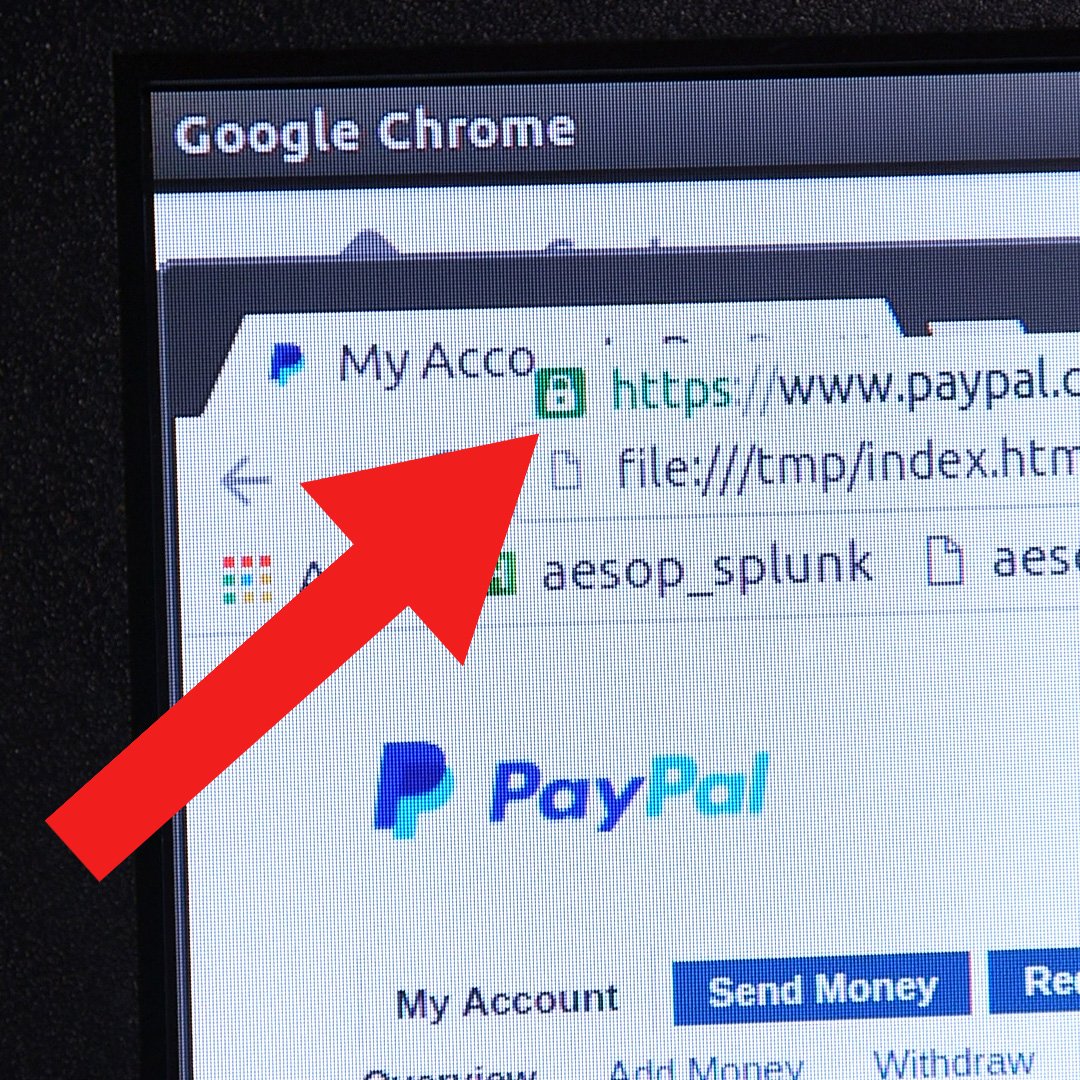 Google Chrome
My Acco
https://www.paypal.c
file:///tmp/index.htm
aesop_splunk aeso
PayPal
My Account Send Money Re
Overview Add Money Withdraw